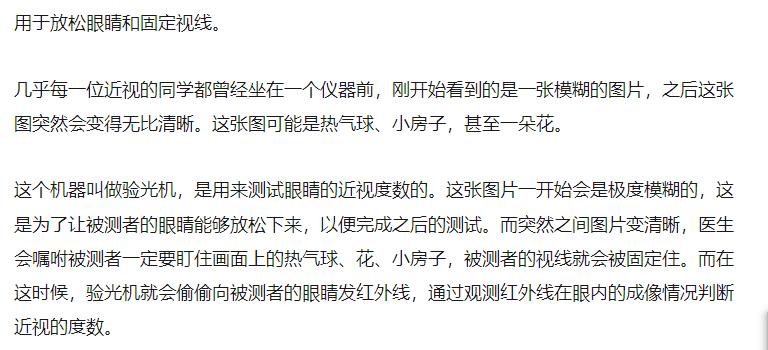 用于放松眼睛和固定视线。
几乎每一位近视的同学都曾经坐在一个仪器前，刚开始看到的是一张模糊的图片，之后这张
图突然会变得无比清晰。这张图可能是热气球、小房子，甚至一朵花。
这个机器叫做验光机，是用来测试眼睛的近视度数的。这张图片一开始会是极度模糊的，这
是为了让被测者的眼睛能够放松下来，以便完成之后的测试。而突然之间图片变清晰，医生
会嘱咐被测者一定要盯住画面上的热气球、花、小房子，被测者的视线就会被固定住。而在
这时候，验光机就会偷偷向被测者的眼睛发红外线，通过观测红外线在眼内的成像情况判断
近视的度数。